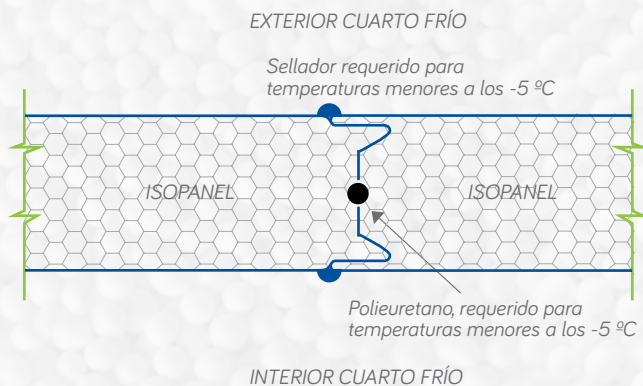 EXTERIOR CUARTO FRÍO
Sellador requerido para
temperaturas menores a los -5 ºC
ISOPANEL
ISOPANEL
Polieuretano, requerido para
temperaturas menores a los -5 ºC
INTERIOR CUARTO FRÍO